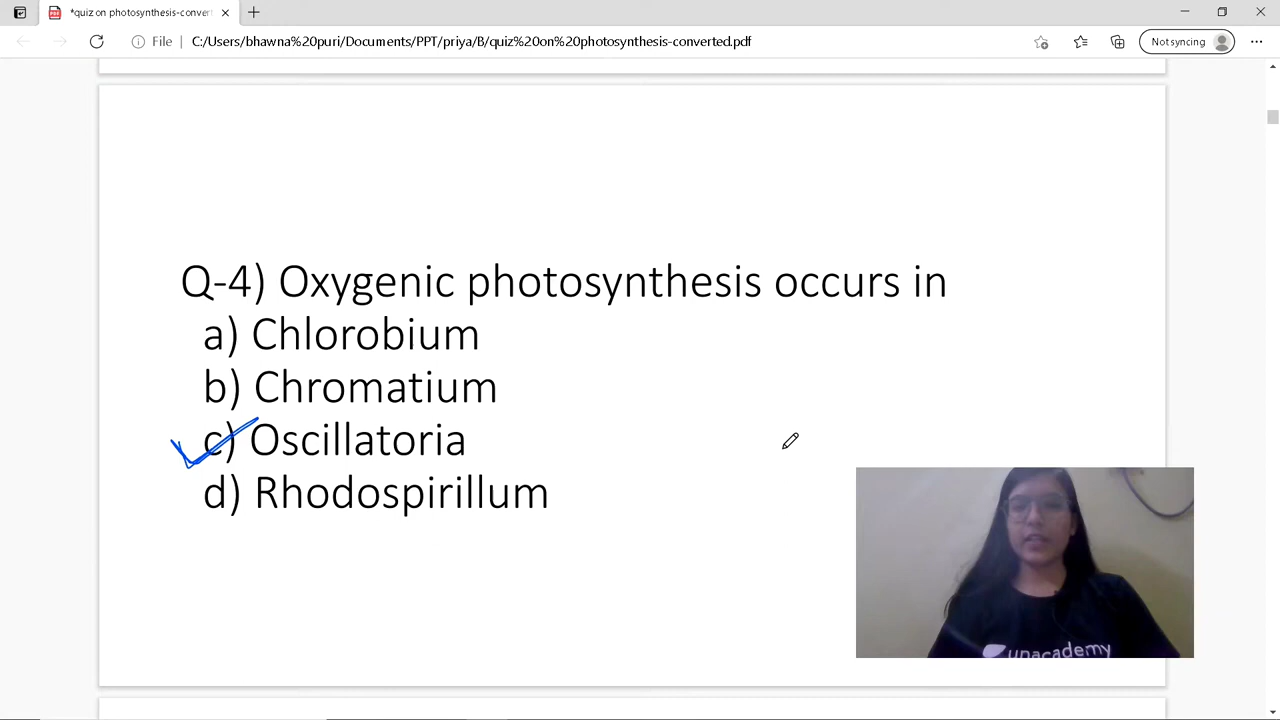 *quiz on photosynthesis-convert
File
C:/Users/bhawna%20puri/Documents/PPT/priya/B/quiz%20on%20photosynthesis-converted.pdf
Not syncing
Q-4) Oxygenic photosynthesis occurs in
a) Chlorobium
b) Chromatium
c) Oscillatoria
d) Rhodospirillum
unacademy